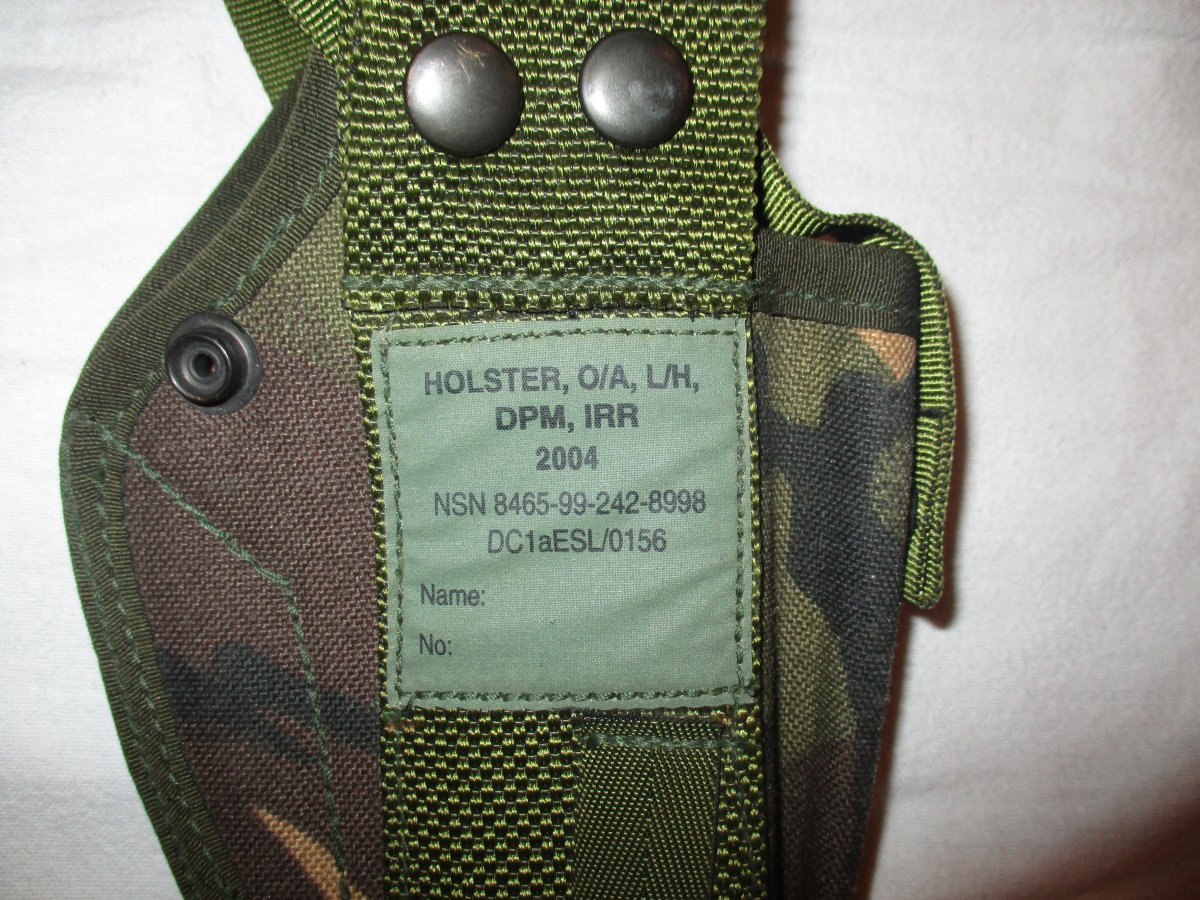 HOLSTER, O/A, L/H,
DPM, IRR
2004
NSN 8465-99-242-8998
DC1aESL/0156
Name:
No: